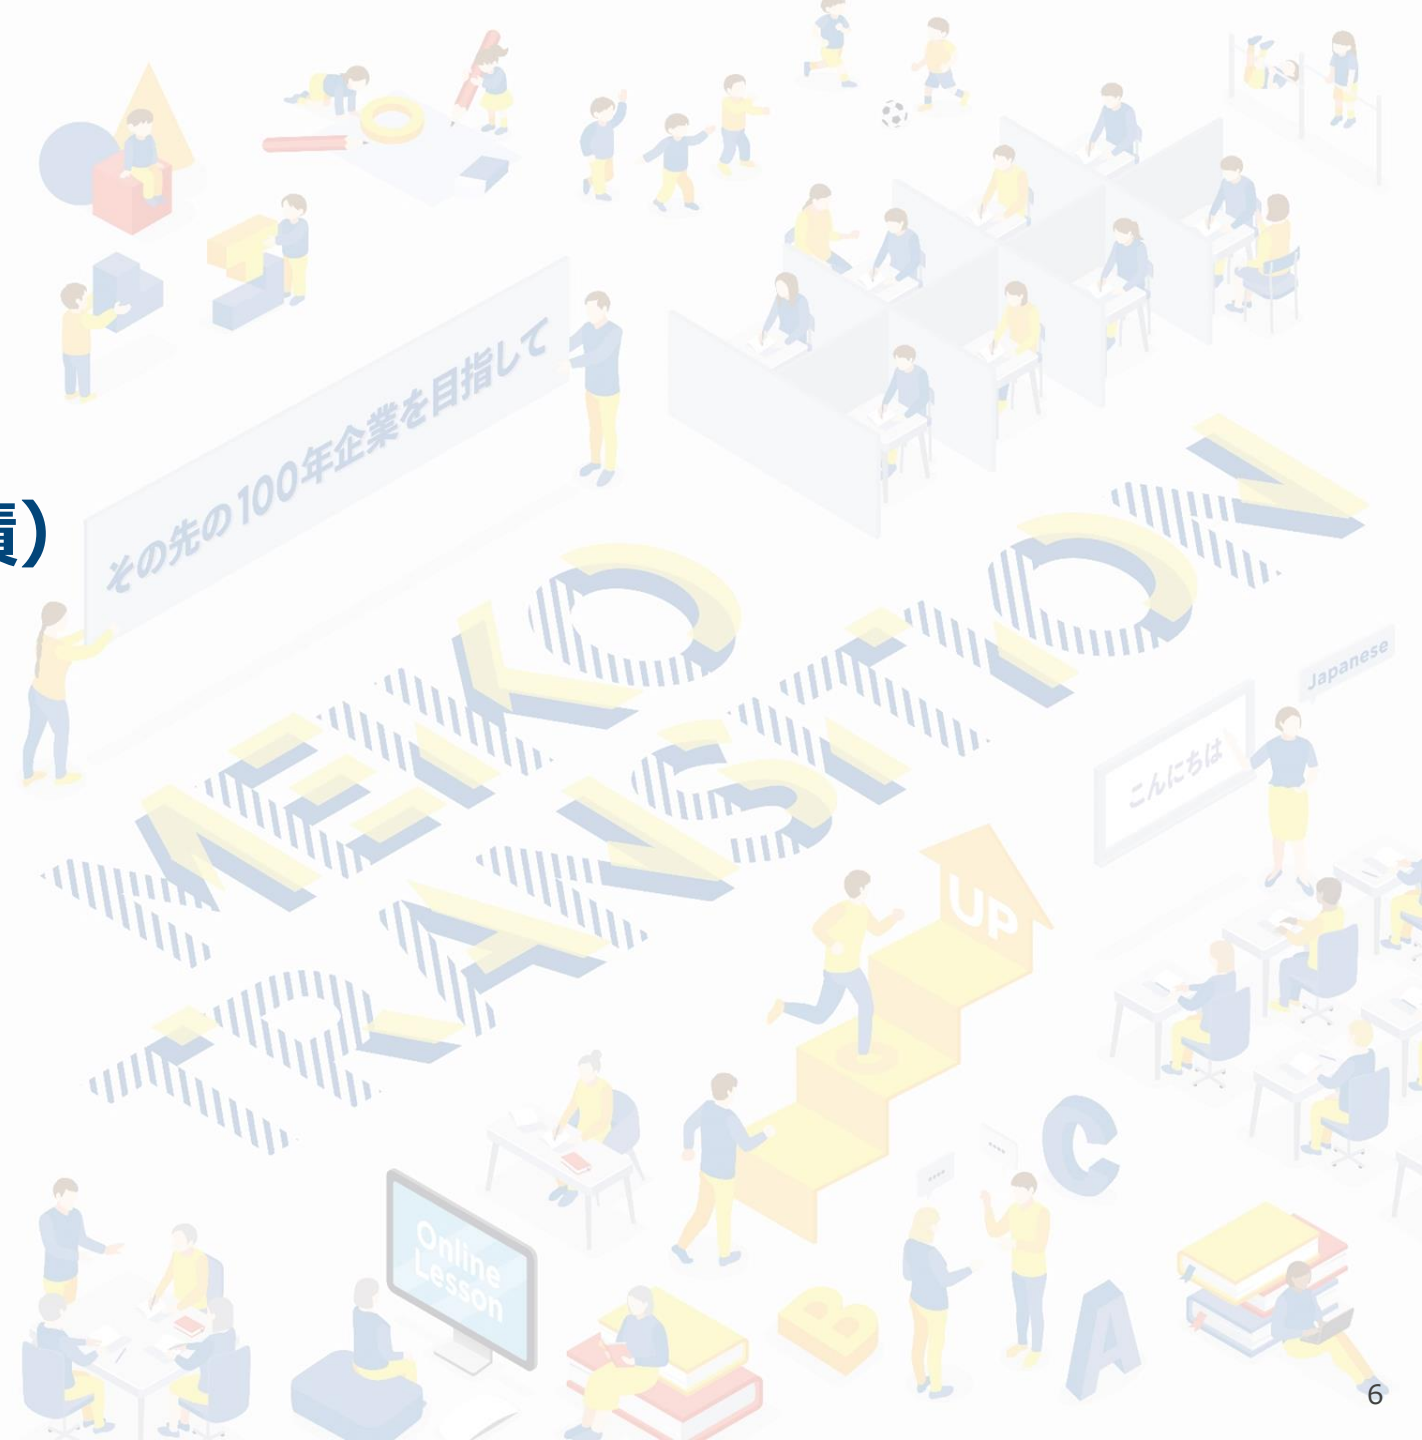 その先の100年企業を目指して
績）
MEIKO
TRANSITION
Japanese
こんにちは
UP
Online
Lesson
C
B
A
6